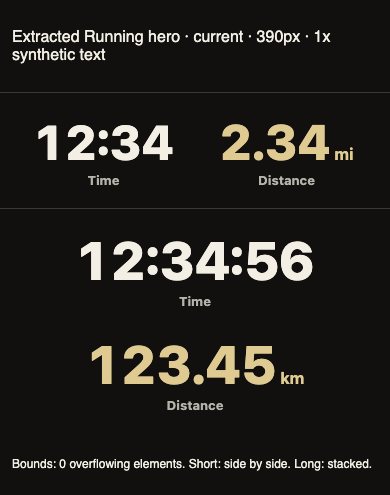 Extracted Running hero · current · 390px · 1x
synthetic text
12:34 2.34 mi
Time Distance
12:34:56
Time
123.45 km
Distance
Bounds: 0 overflowing elements. Short: side by side. Long: stacked.